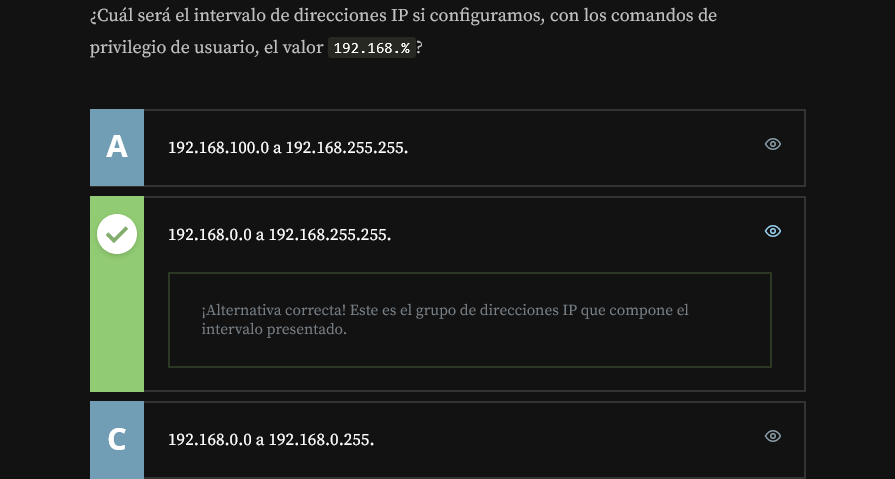 ¿Cuál será el intervalo de direcciones IP si configuramos, con los comandos de
privilegio de usuario, el valor 192.168.% ?
A
192.168.100.0 a 192.168.255.255.
192.168.0.0 a 192.168.255.255.
¡Alternativa correcta! Este es el grupo de direcciones IP que compone el
intervalo presentado.
C
192.168.0.0 a 192.168.0.255.